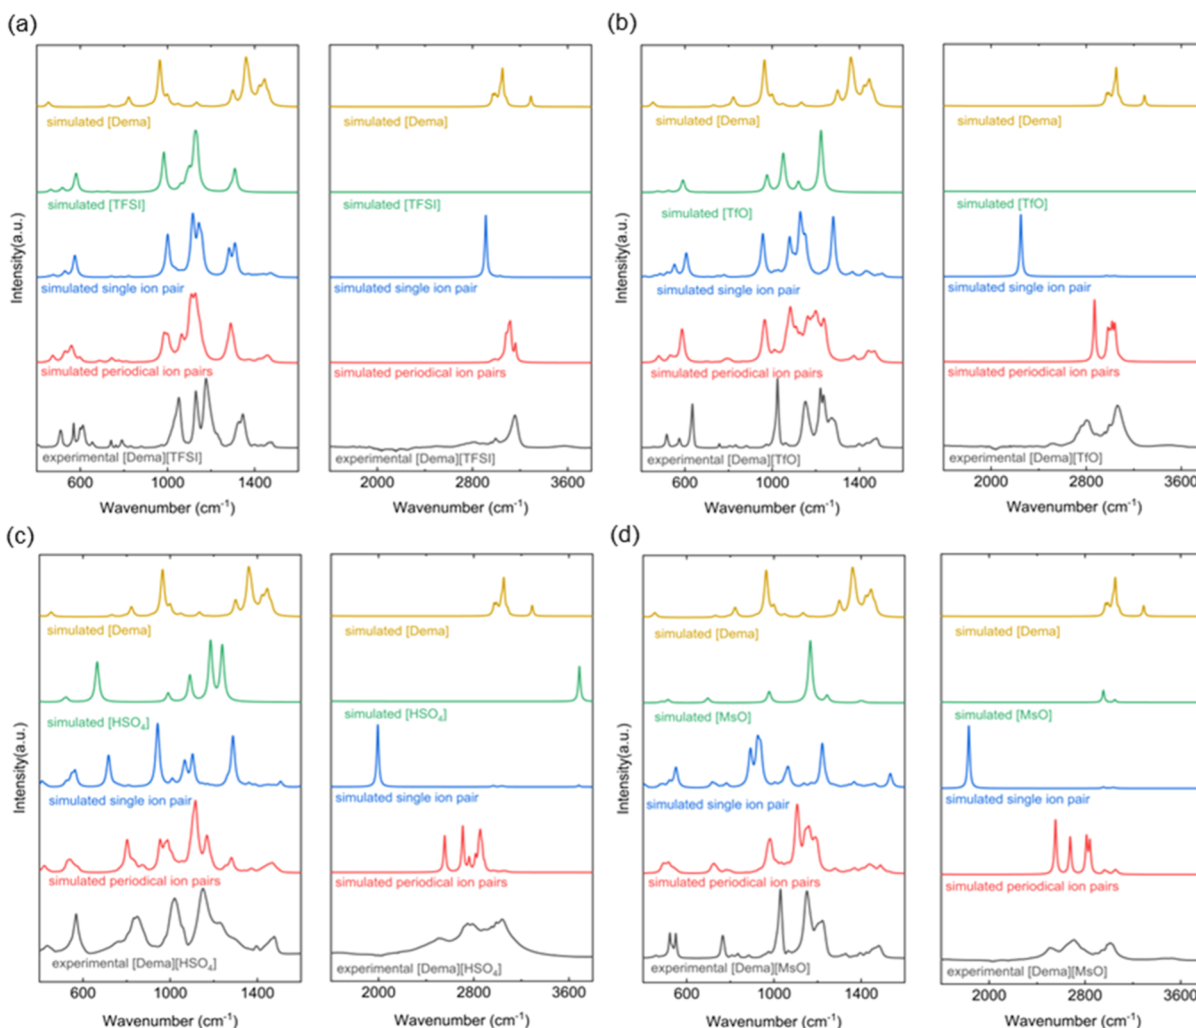 (a)
Intensity(a.u.)
simulated [Dema]
simulated [TFSI]
simulated single ion pair
simulated periodical ion pairs
experimental [Dema][TFSI]
600 1000 1400
Wavenumber (cm-1)
simulated [Dema]
simulated [TFSI]
simulated single ion pair
simulated periodical ion pairs
experimental [Dema][TFSI]
2000 2800 3600
Wavenumber (cm-1)
(b)
Intensity(a.u.)
simulated [Dema]
simulated [TfO]
simulated single ion pair
simulated periodical ion pairs
experimental [Dema][TfO]
600 1000 1400
Wavenumber (cm-1)
simulated [Dema]
simulated [TfO]
simulated single ion pair
simulated periodical ion pairs
experimental [Dema][TfO]
2000 2800 3600
Wavenumber (cm-1)
(c)
Intensity(a.u.)
simulated [Dema]
simulated [HSO₄]
simulated single ion pair
simulated periodical ion pairs
experimental [Dema][HSO₄]
600 1000 1400
Wavenumber (cm-1)
simulated [Dema]
simulated [HSO₄]
simulated single ion pair
simulated periodical ion pairs
experimental [Dema][HSO₄]
2000 2800 3600
Wavenumber (cm-1)
(d)
Intensity(a.u.)
simulated [Dema]
simulated [MsO]
simulated single ion pair
simulated periodical ion pairs
experimental [Dema][MsO]
600 1000 1400
Wavenumber (cm-1)
simulated [Dema]
simulated [MsO]
simulated single ion pair
simulated periodical ion pairs
experimental [Dema][MsO]
2000 2800 3600
Wavenumber (cm-1)